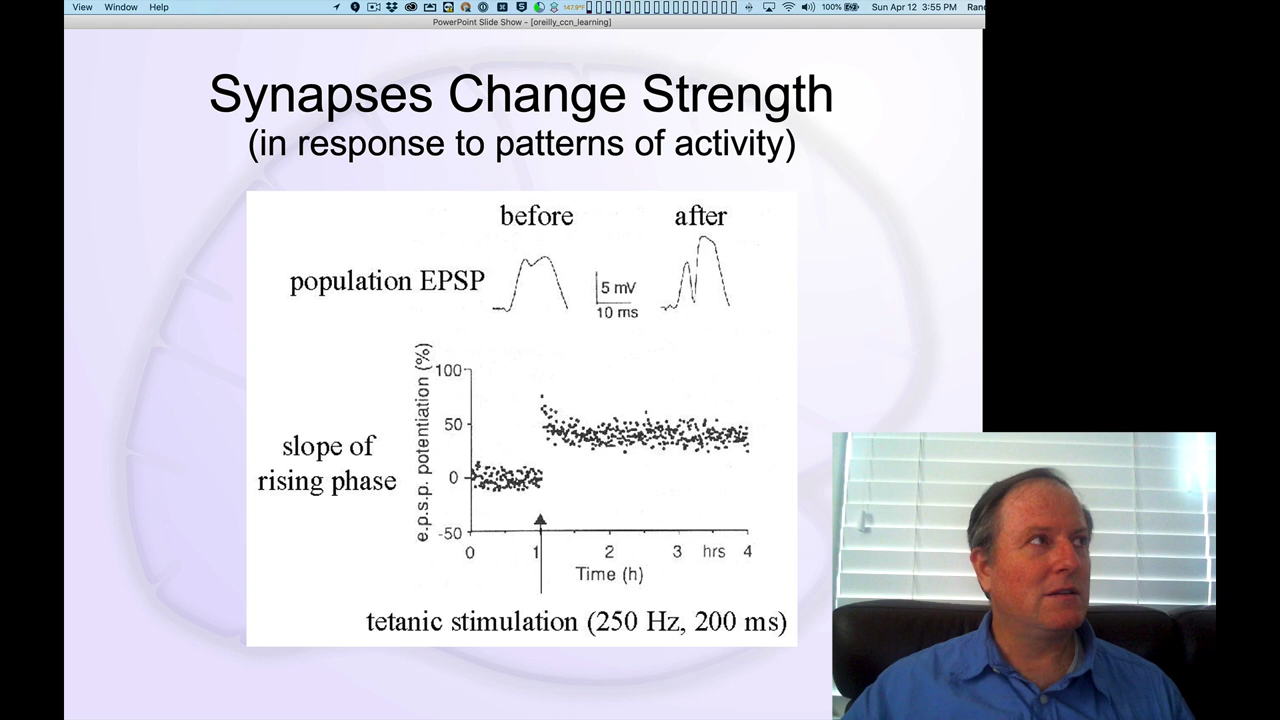 View Window Help
147.9°F
100%
Sun Apr 12 3:55 PM
PowerPoint Slide Show - [oreilly_ccn_learning]
Synapses Change Strength
(in response to patterns of activity)
before after
population EPSP
5 mV
10 ms
e.p.s.p. potentiation (%)
100
50
0
-50
slope of
rising phase
0 1 2 3 hrs 4
Time (h)
tetanic stimulation (250 Hz, 200 ms)